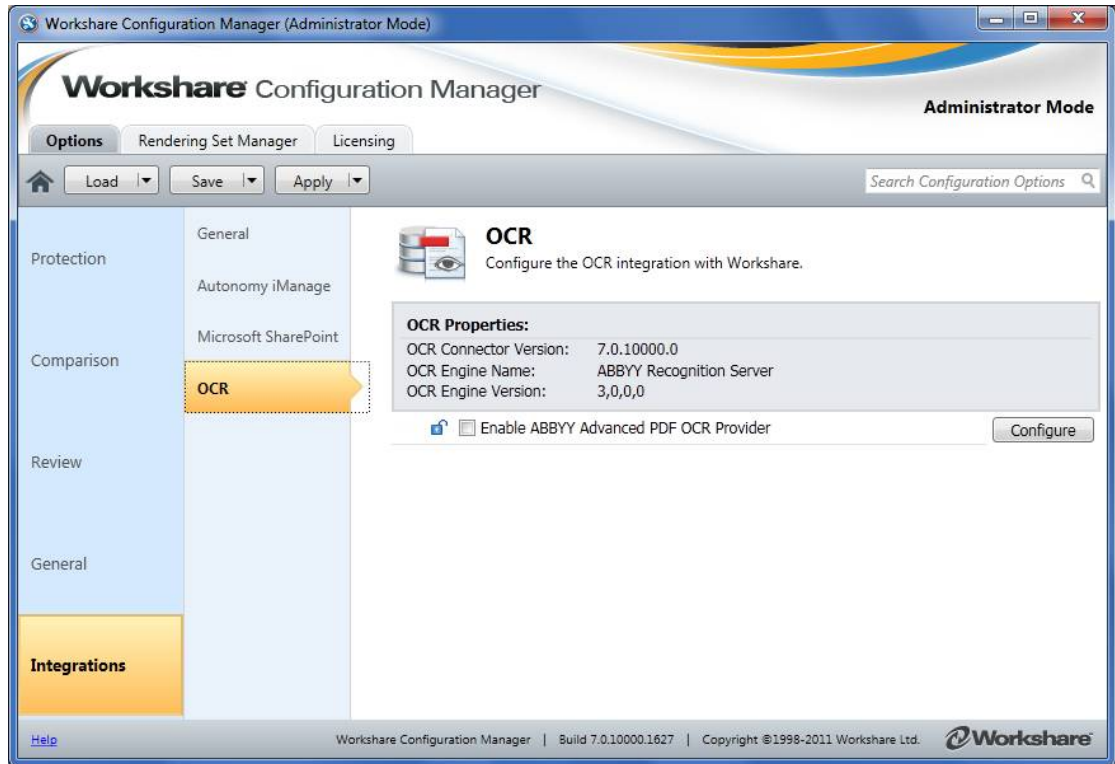 Workshare Configuration Manager (Administrator Mode)
Workshare Configuration Manager
Administrator Mode
Options
Rendering Set Manager
Licensing
Load
Save
Apply
Search Configuration Options
Protection
Comparison
Review
General
Integrations
General
Autonomy iManage
Microsoft SharePoint
OCR
OCR
Configure the OCR integration with Workshare.
OCR Properties:
OCR Connector Version: 7.0.10000.0
OCR Engine Name: ABBYY Recognition Server
OCR Engine Version: 3,0,0,0
Enable ABBYY Advanced PDF OCR Provider
Configure
Help
Workshare Configuration Manager | Build 7.0.10000.1627 | Copyright ©1998-2011 Workshare Ltd.
Workshare